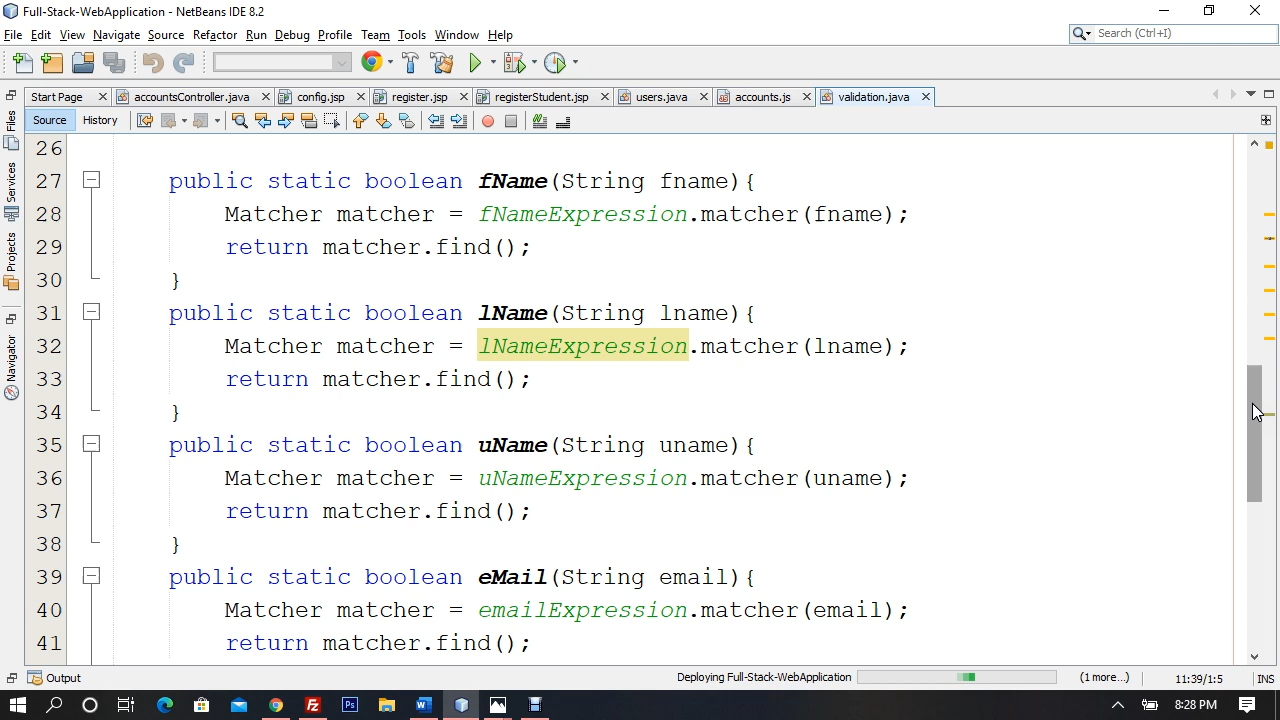 Full-Stack-WebApplication - NetBeans IDE 8.2
File Edit View Navigate Source Refactor Run Debug Profile Team Tools Window Help
Search (Ctrl+I)
Start Page accountsController.java config.jsp register.jsp registerStudent.jsp users.java accounts.js validation.java
Source History
Files
Services
Projects
Navigator
26
27 public static boolean fName(String fname){
28 Matcher matcher = fNameExpression.matcher(fname);
29 return matcher.find();
30 }
31 public static boolean lName(String lname){
32 Matcher matcher = lNameExpression.matcher(lname);
33 return matcher.find();
34 }
35 public static boolean uName(String uname){
36 Matcher matcher = uNameExpression.matcher(uname);
37 return matcher.find();
38 }
39 public static boolean eMail(String email){
40 Matcher matcher = emailExpression.matcher(email);
41 return matcher.find();
Output Deploying Full-Stack-WebApplication (1 more...) 11:39/1:5 INS
Fz Ps W 8:28 PM